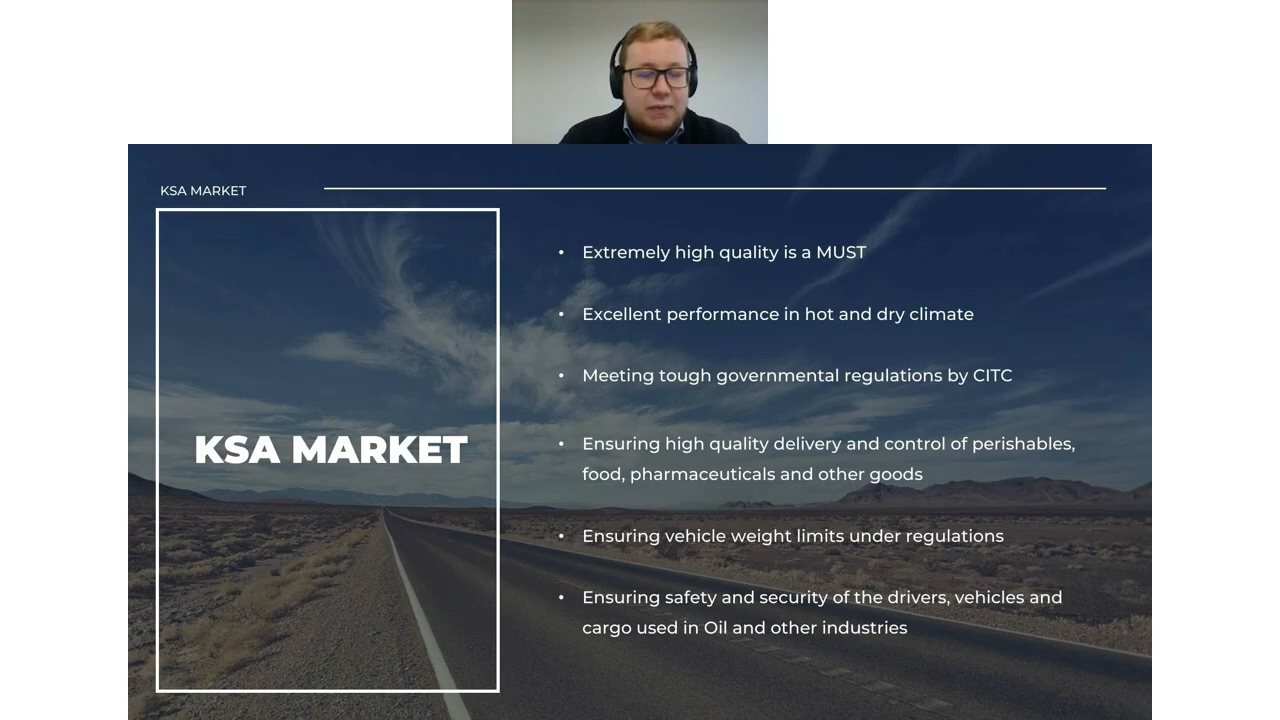 KSA MARKET
KSA MARKET
• Extremely high quality is a MUST
• Excellent performance in hot and dry climate
• Meeting tough governmental regulations by CITC
• Ensuring high quality delivery and control of perishables,
food, pharmaceuticals and other goods
• Ensuring vehicle weight limits under regulations
• Ensuring safety and security of the drivers, vehicles and
cargo used in Oil and other industries